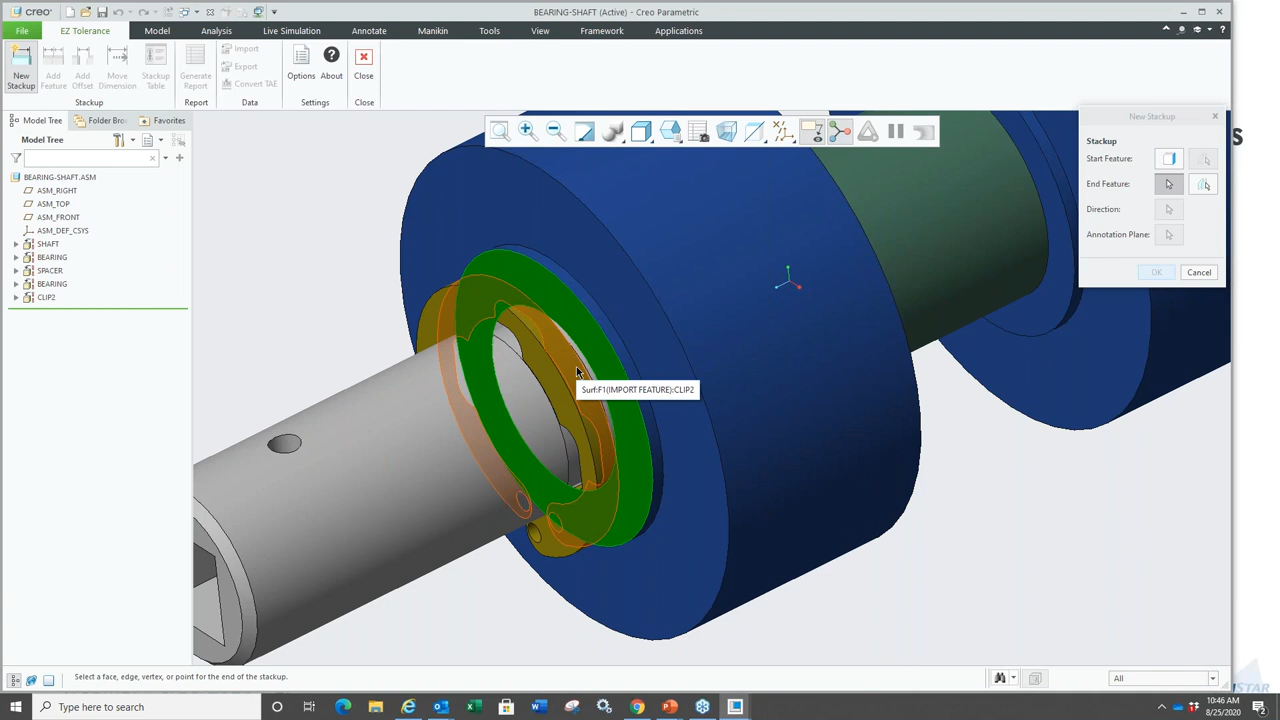 creo
BEARING-SHAFT (Active) - Creo Parametric
File
EZ Tolerance
Model
Analysis
Live Simulation
Annotate
Manikin
Tools
View
Framework
Applications
New Stackup
Add Feature
Add Offset
Move Dimension
Stackup Table
Generate Report
Import
Export
Convert TAE
Options
About
Close
Stackup
Report
Data
Settings
Close
Model Tree
Folder Bro
Favorites
Model Tree
BEARING-SHAFT.ASM
ASM_RIGHT
ASM_TOP
ASM_FRONT
ASM_DEF_CSYS
SHAFT
BEARING
SPACER
BEARING
CLIP2
New Stackup
Stackup
Start Feature:
End Feature:
Direction:
Annotation Plane:
OK
Cancel
s
Surf:F1(IMPORT FEATURE):CLIP2
Select a face, edge, vertex, or point for the end of the stackup.
All
STAR
Type here to search
10:46 AM
8/25/2020
2